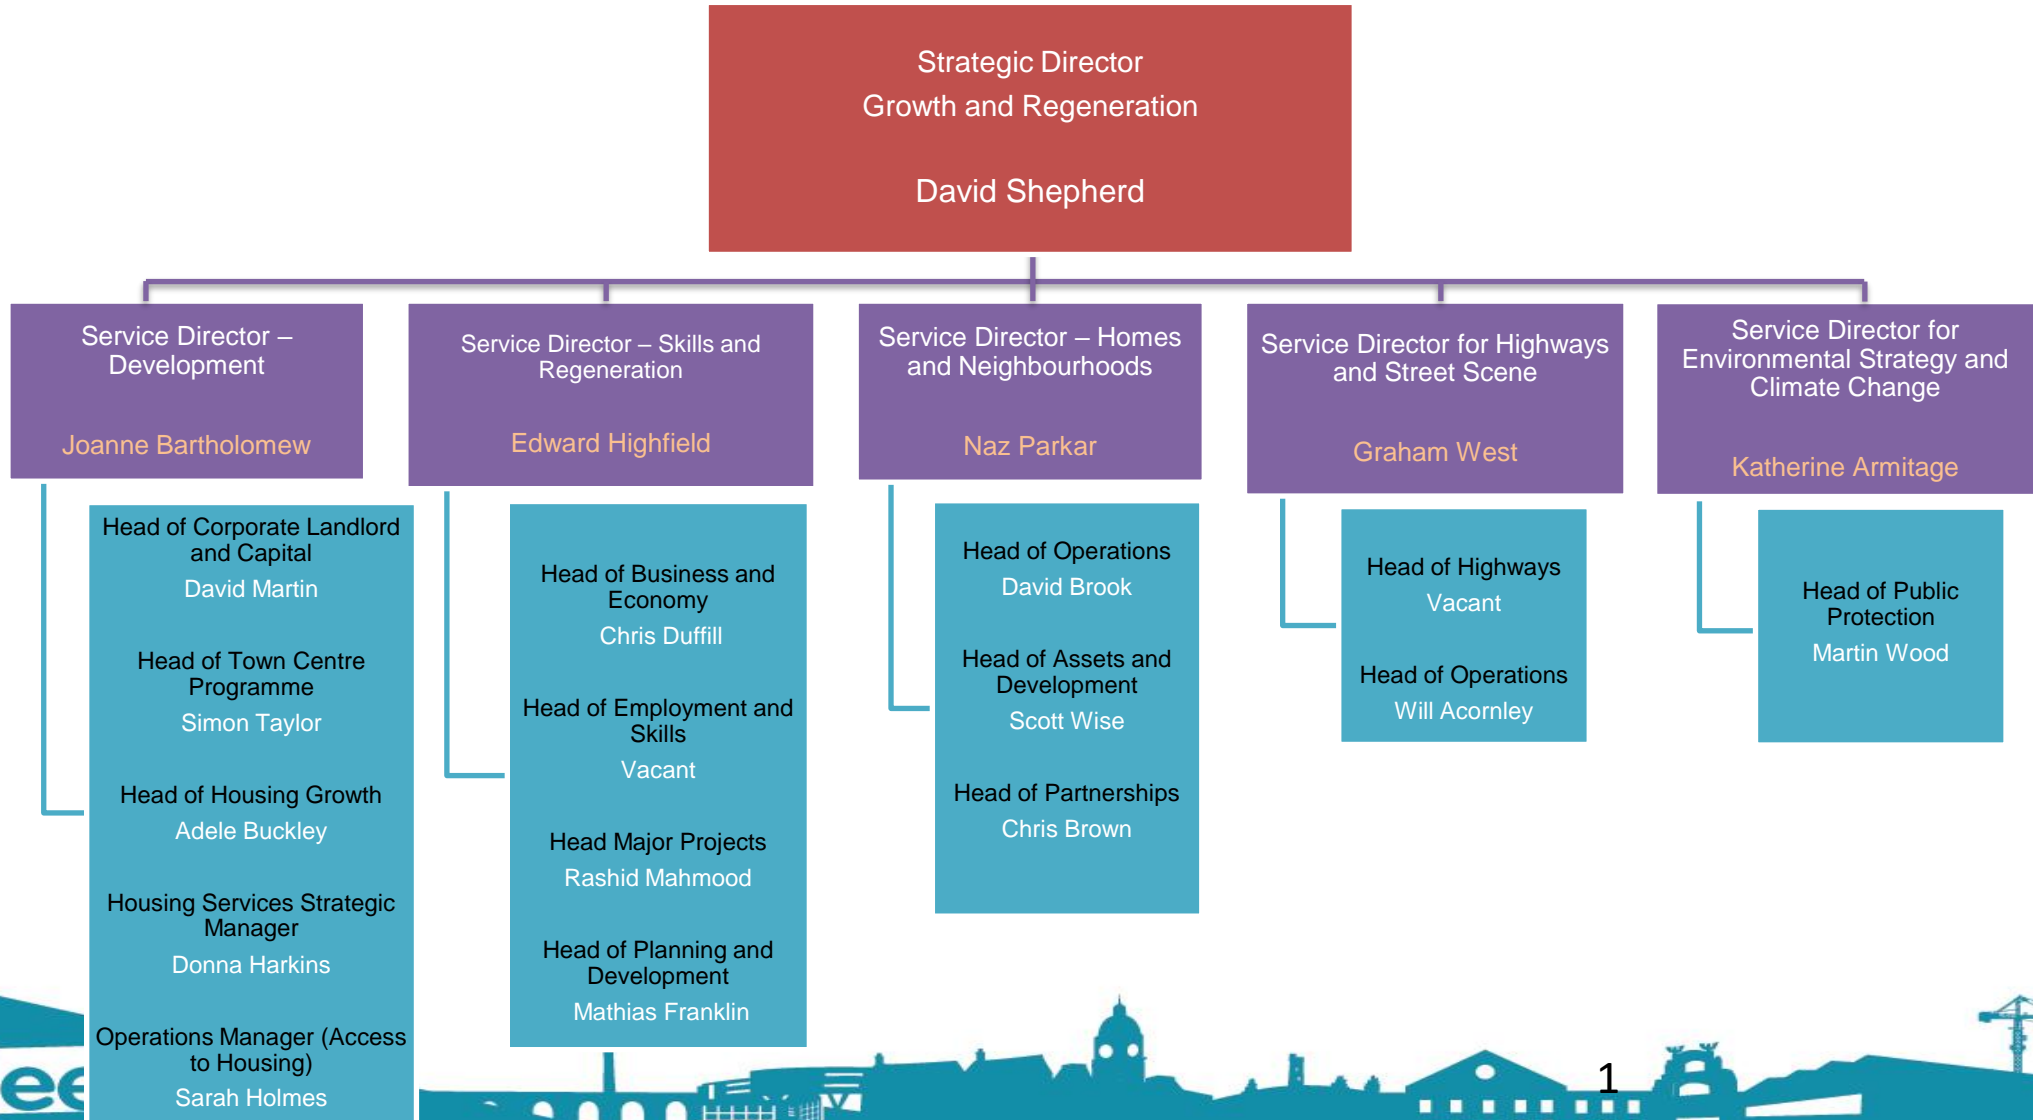 Strategic Director
Growth and Regeneration
David Shepherd
Service Director –
Development
Joanne Bartholomew
Head of Corporate Landlord
and Capital
David Martin
Head of Town Centre
Programme
Simon Taylor
Head of Housing Growth
Adele Buckley
Housing Services Strategic
Manager
Donna Harkins
Operations Manager (Access
to Housing)
Sarah Holmes
Service Director – Skills and
Regeneration
Edward Highfield
Head of Business and
Economy
Chris Duffill
Head of Employment and
Skills
Vacant
Head Major Projects
Rashid Mahmood
Head of Planning and
Development
Mathias Franklin
Service Director – Homes
and Neighbourhoods
Naz Parkar
Head of Operations
David Brook
Head of Assets and
Development
Scott Wise
Head of Partnerships
Chris Brown
Service Director for Highways
and Street Scene
Graham West
Head of Highways
Vacant
Head of Operations
Will Acornley
Service Director for
Environmental Strategy and
Climate Change
Katherine Armitage
Head of Public
Protection
Martin Wood
1